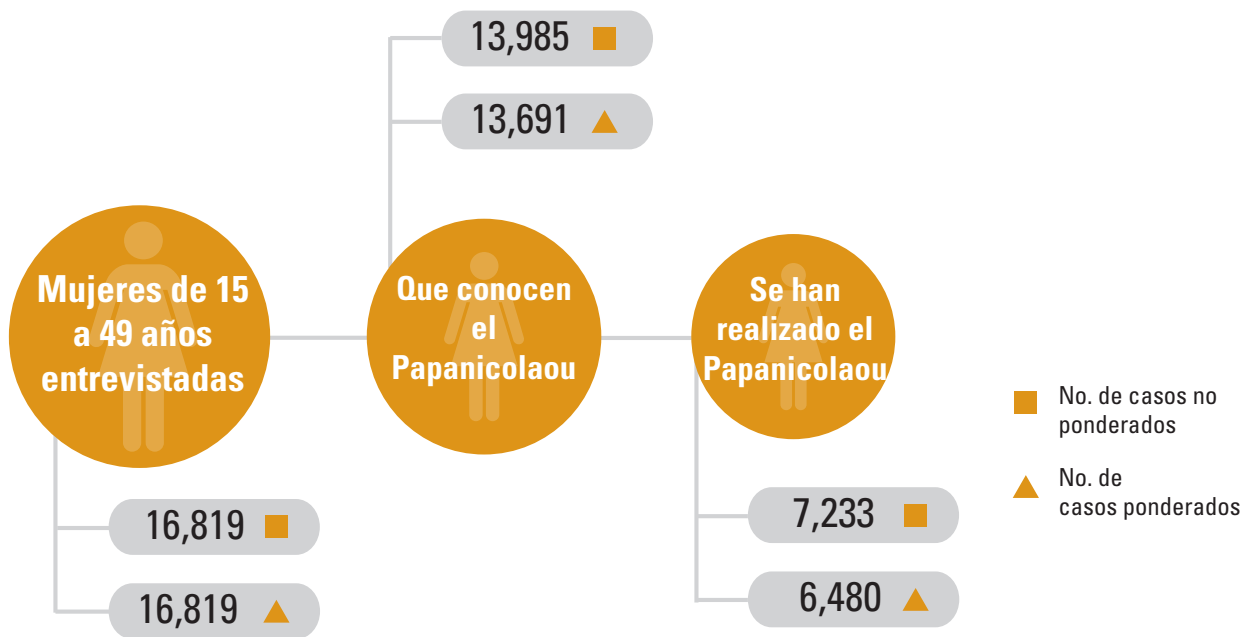 13,985
13,691
Mujeres de 15
a 49 años
entrevistadas
Que conocen
el
Papanicolaou
Se han
realizado el
Papanicolaou
No. de casos no
ponderados
No. de
casos ponderados
16,819
16,819
7,233
6,480